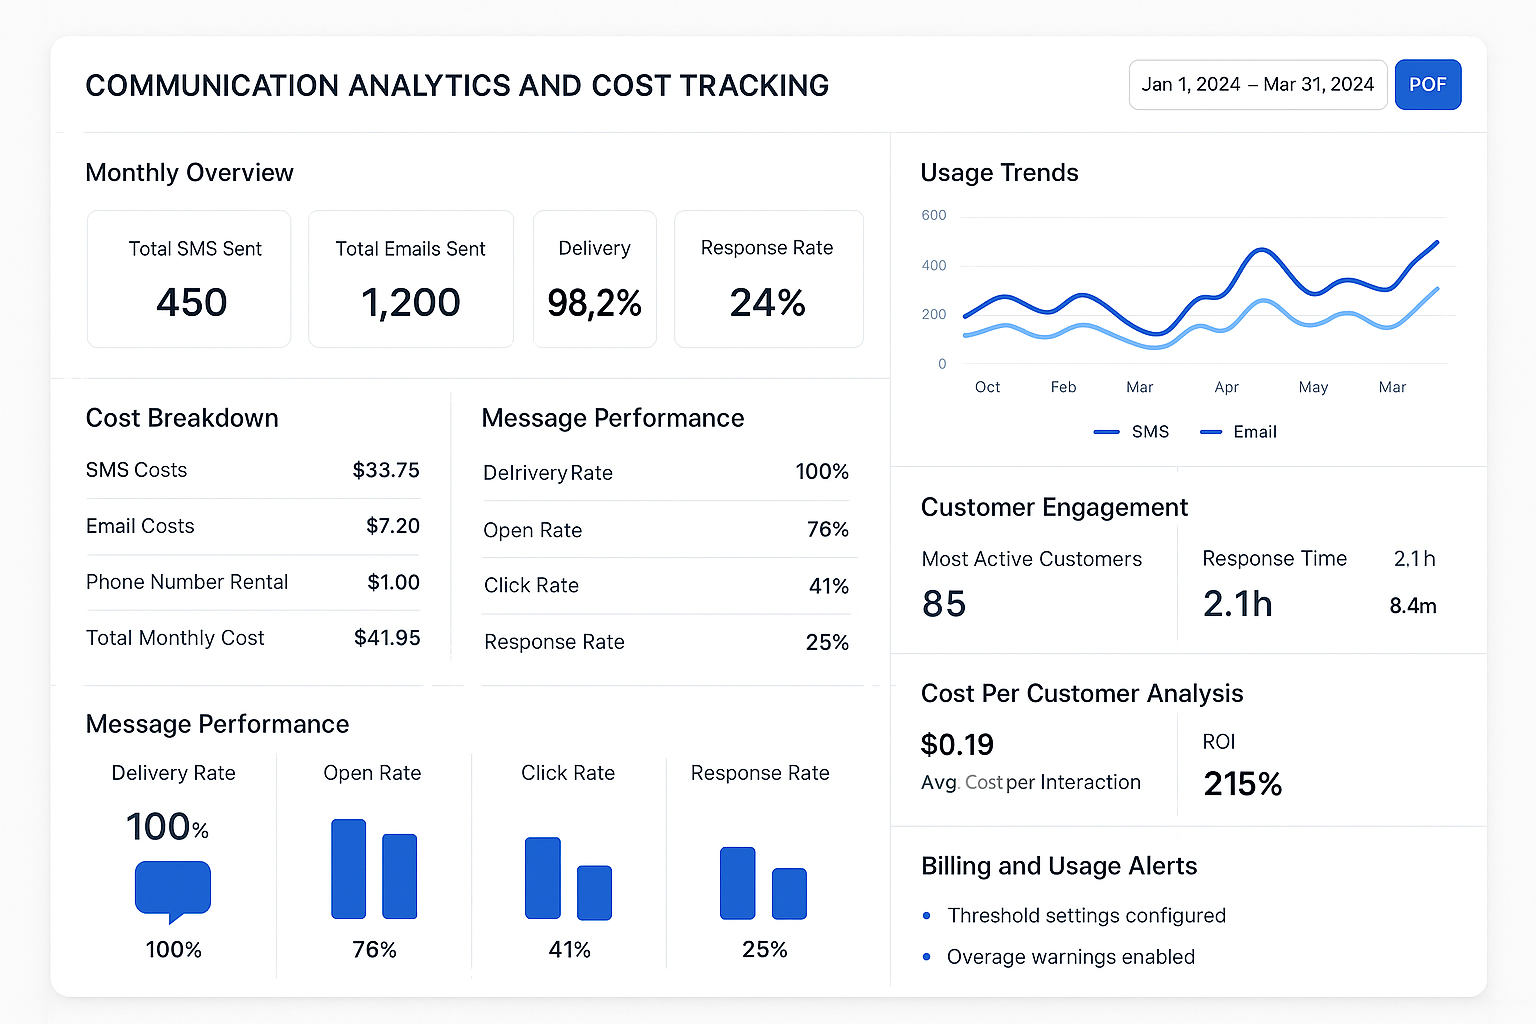 COMMUNICATION ANALYTICS AND COST TRACKING
Jan 1, 2024 – Mar 31, 2024
POF
Monthly Overview
Total SMS Sent
450
Total Emails Sent
1,200
Delivery
98,2%
Response Rate
24%
Cost Breakdown
SMS Costs $33.75
Email Costs $7.20
Phone Number Rental $1.00
Total Monthly Cost $41.95
Message Performance
Delrivery Rate 100%
Open Rate 76%
Click Rate 41%
Response Rate 25%
Message Performance
Delivery Rate
100%
100%
Open Rate
76%
Click Rate
41%
Response Rate
25%
Usage Trends
600
400
200
0
Oct Feb Mar Apr May Mar
SMS Email
Customer Engagement
Most Active Customers
85
Response Time 2.1h
2.1h 8.4m
Cost Per Customer Analysis
$0.19
Avg. Cost per Interaction
ROI
215%
Billing and Usage Alerts
• Threshold settings configured
• Overage warnings enabled